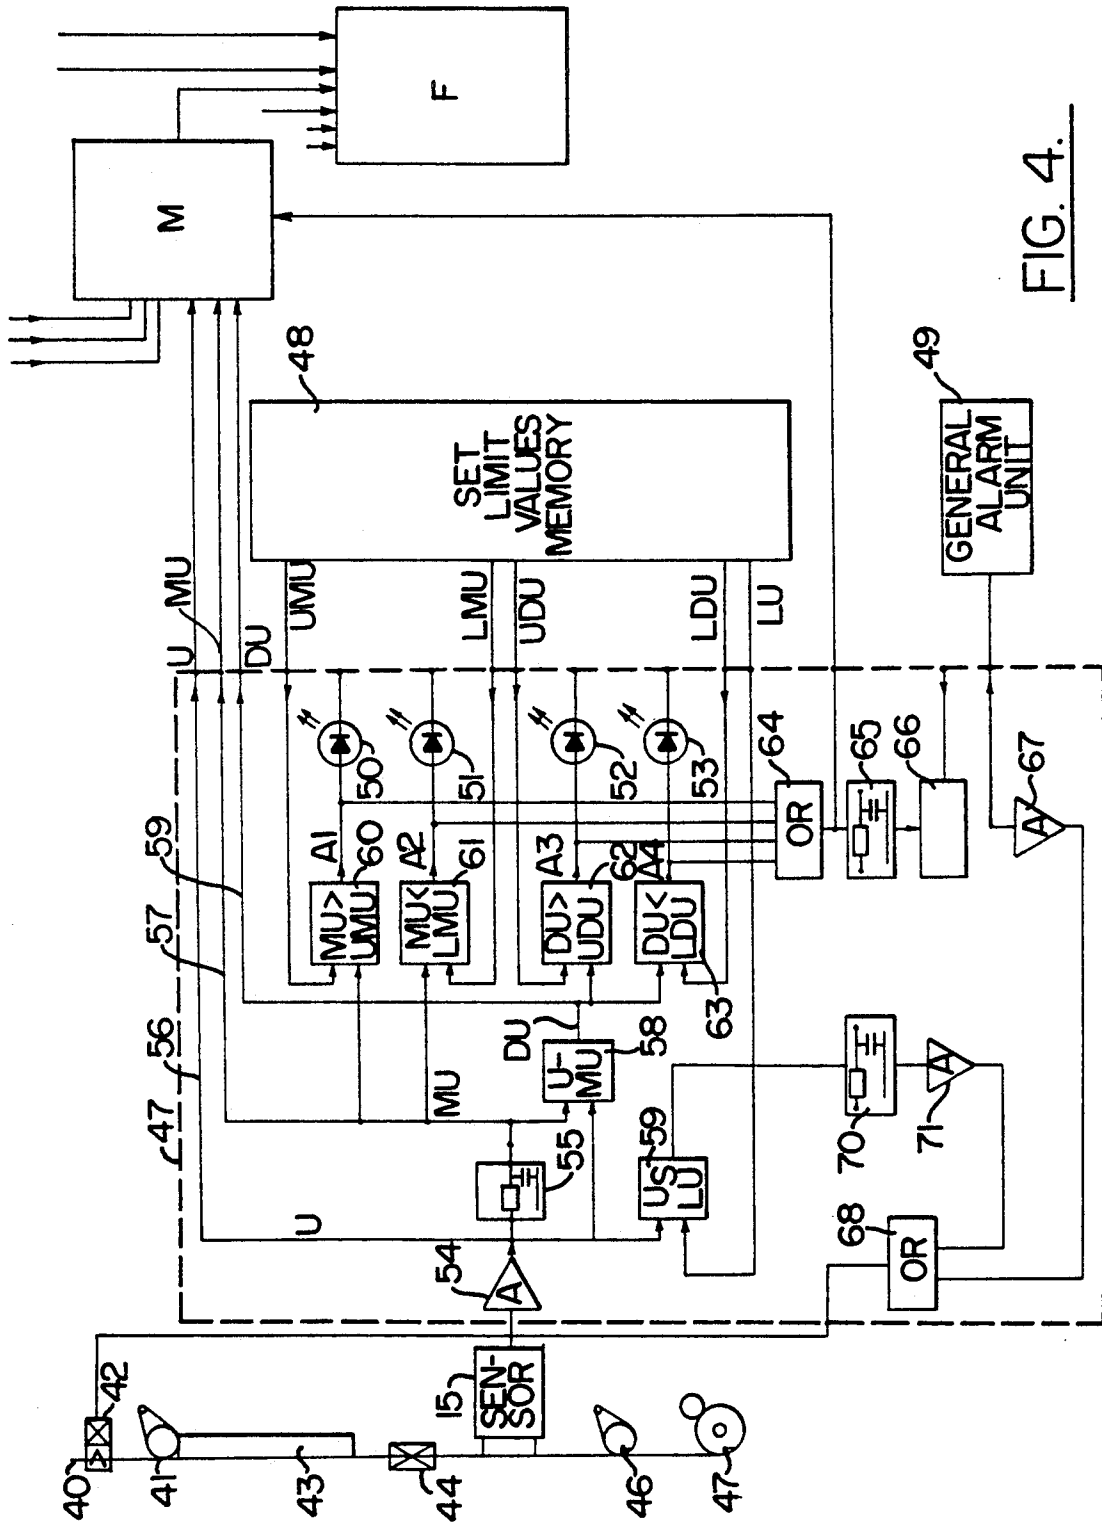 40
42
41
43
44
15
SEN-
SOR
46
47
47
56
57
59
U
MU
DU
U
54
A
55
MU
U-
MU
58
DU
US
LU
59
MU>
UMU
60
A1
50
MU<
LMU
61
A2
51
DU>
UDU
62
A3
52
DU<
LDU
63
A4
53
UMU
LMU
UDU
LDU
LU
SET
LIMIT
VALUES
MEMORY
48
M
F
OR
64
65
66
A
67
OR
68
70
A
71
GENERAL
ALARM
UNIT
49
FIG. 4.